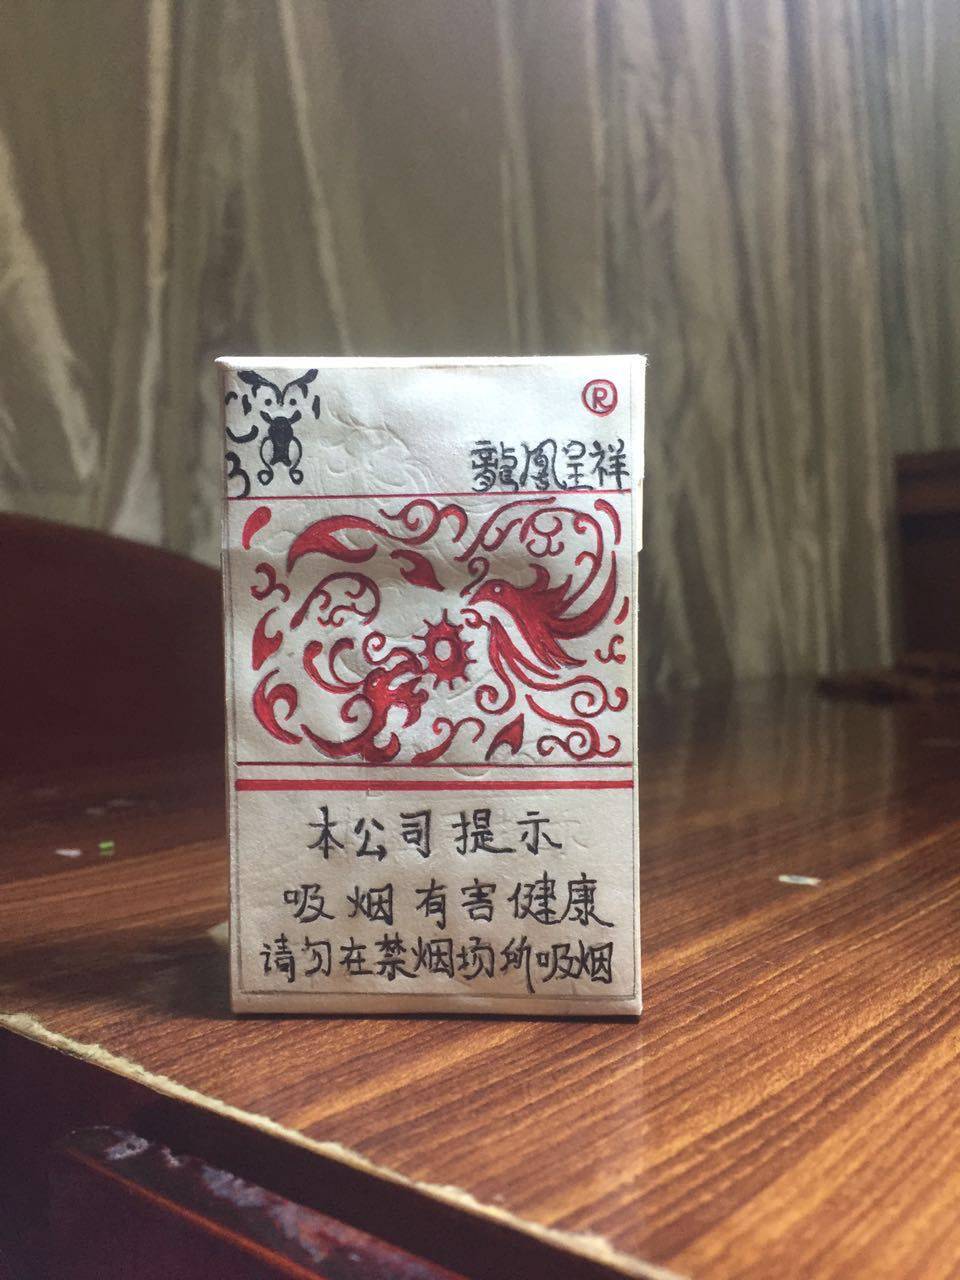 ®
龍鳳呈祥
本公司提示
吸烟有害健康
请勿在禁烟场所吸烟